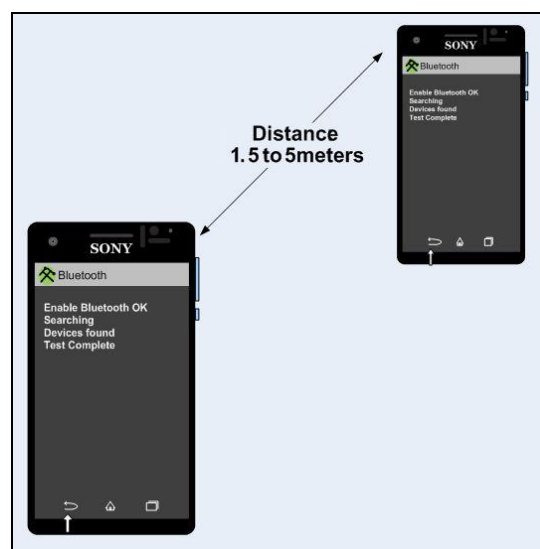 SONY
Bluetooth
Enable Bluetooth OK
Searching
Devices found
Test Complete
Distance
1.5 to 5meters
SONY
Bluetooth
Enable Bluetooth OK
Searching
Devices found
Test Complete